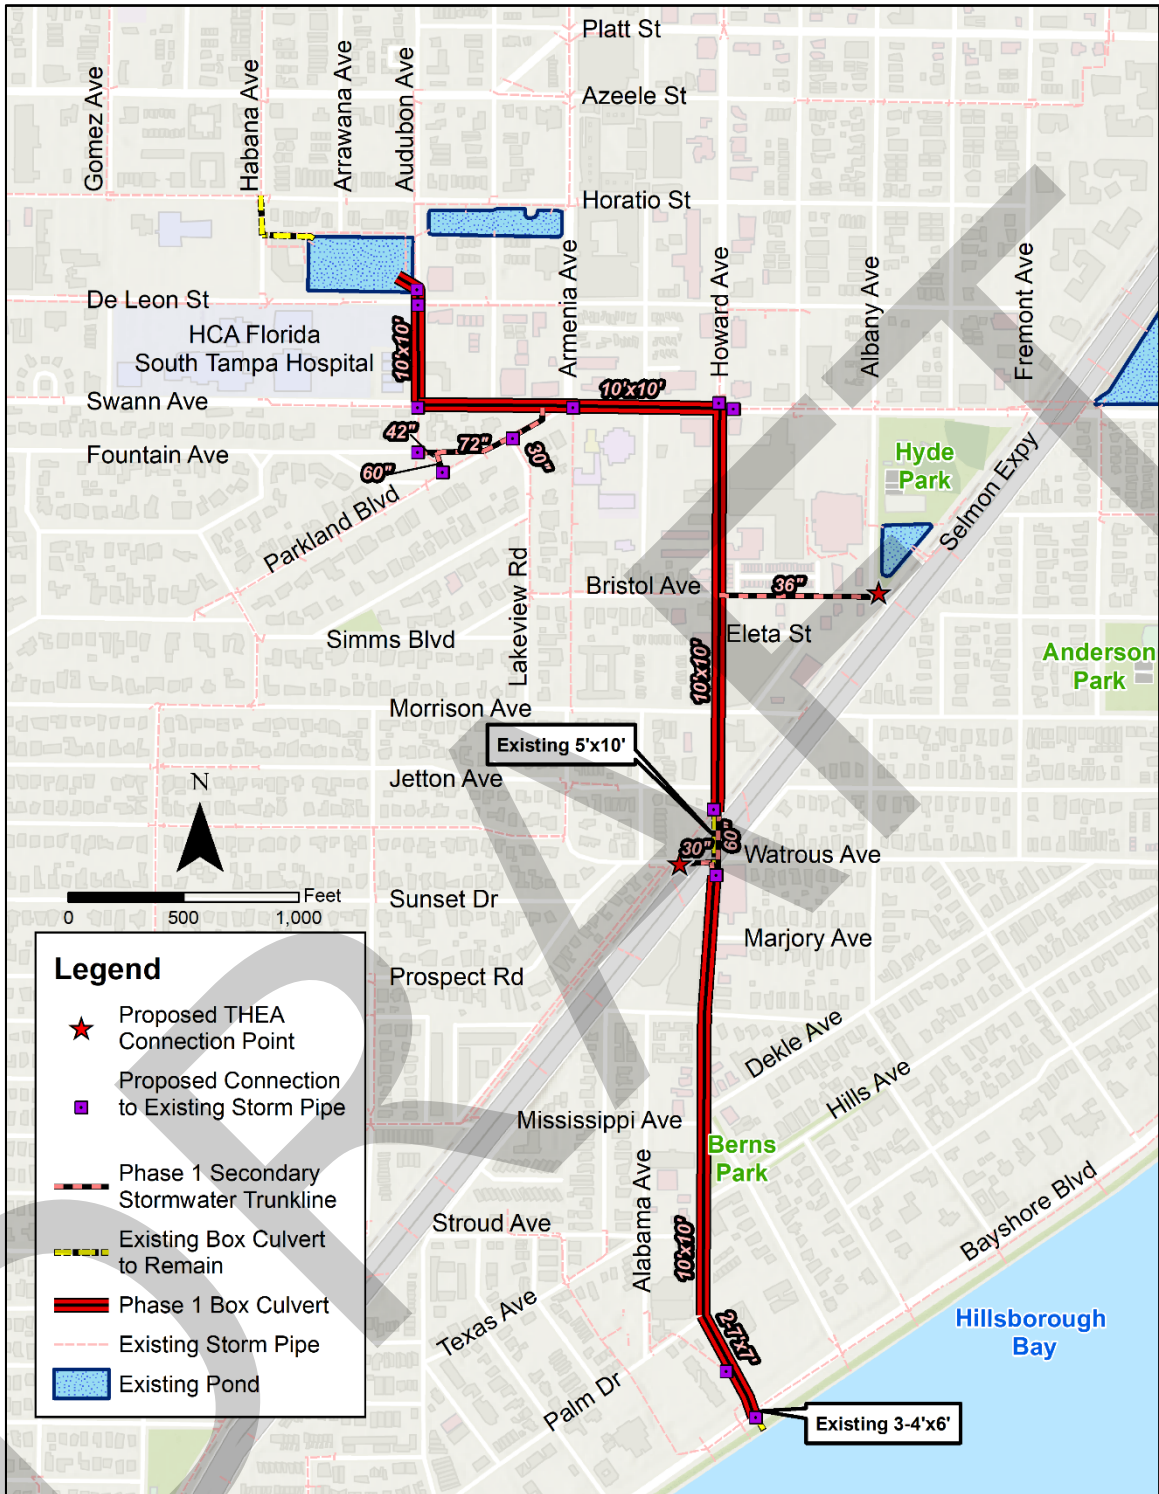 Platt St
Azeele St
Gomez Ave
Habana Ave
Arrawana Ave
Audubon Ave
Horatio St
De Leon St
HCA Florida
South Tampa Hospital
10'x10'
Armenia Ave
Howard Ave
Albany Ave
Fremont Ave
10'x10'
Swann Ave
Fountain Ave
42"
72"
30"
60"
Parkland Blvd
Hyde
Park
Selmon Expy
Lakeview Rd
Bristol Ave
36"
Simms Blvd
Eleta St
10'x10'
Anderson
Park
Morrison Ave
Existing 5'x10'
Jetton Ave
N
60"
30"
Watrous Ave
Feet
0 500 1,000
Sunset Dr
Marjory Ave
Prospect Rd
Dekle Ave
Hills Ave
Mississippi Ave
Berns
Park
Alabama Ave
Stroud Ave
10'x10'
Bayshore Blvd
Texas Ave
2-7'x7'
Palm Dr
Hillsborough
Bay
Existing 3-4'x6'
Legend
Proposed THEA
Connection Point
Proposed Connection
to Existing Storm Pipe
Phase 1 Secondary
Stormwater Trunkline
Existing Box Culvert
to Remain
Phase 1 Box Culvert
Existing Storm Pipe
Existing Pond
DRAFT